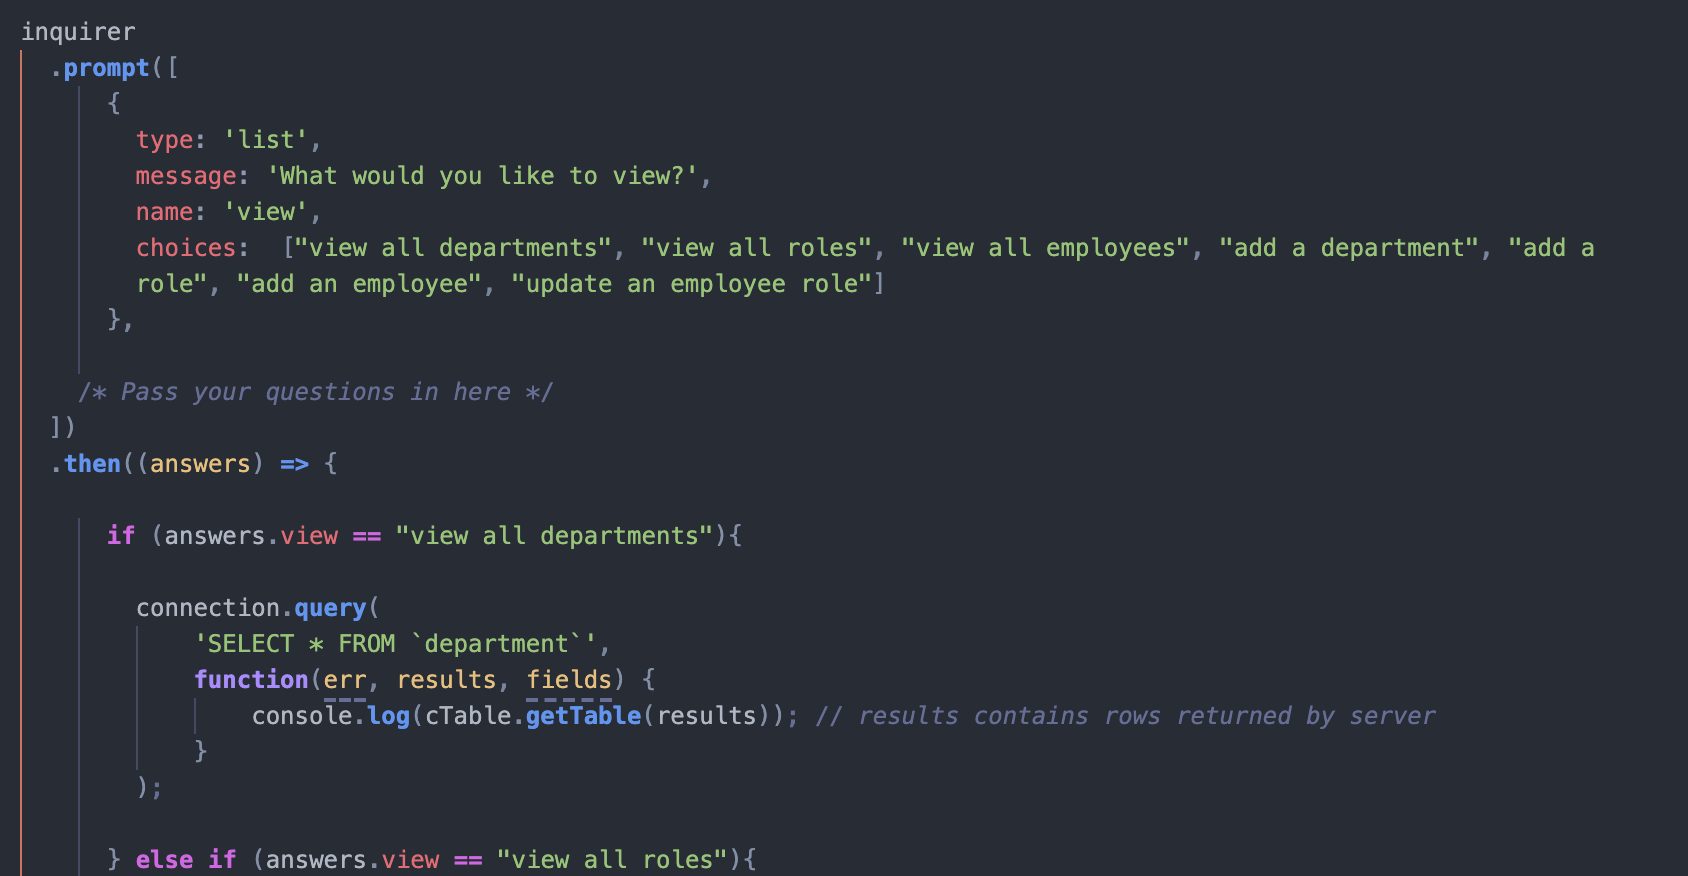 inquirer
.prompt([
{
type: 'list',
message: 'What would you like to view?',
name: 'view',
choices:  ["view all departments", "view all roles", "view all employees", "add a department", "add a
role", "add an employee", "update an employee role"]
},
/* Pass your questions in here */
])
.then((answers) => {
if (answers.view == "view all departments"){
connection.query(
'SELECT * FROM `department`',
function(err, results, fields) {
console.log(cTable.getTable(results)); // results contains rows returned by server
}
);
} else if (answers.view == "view all roles"){